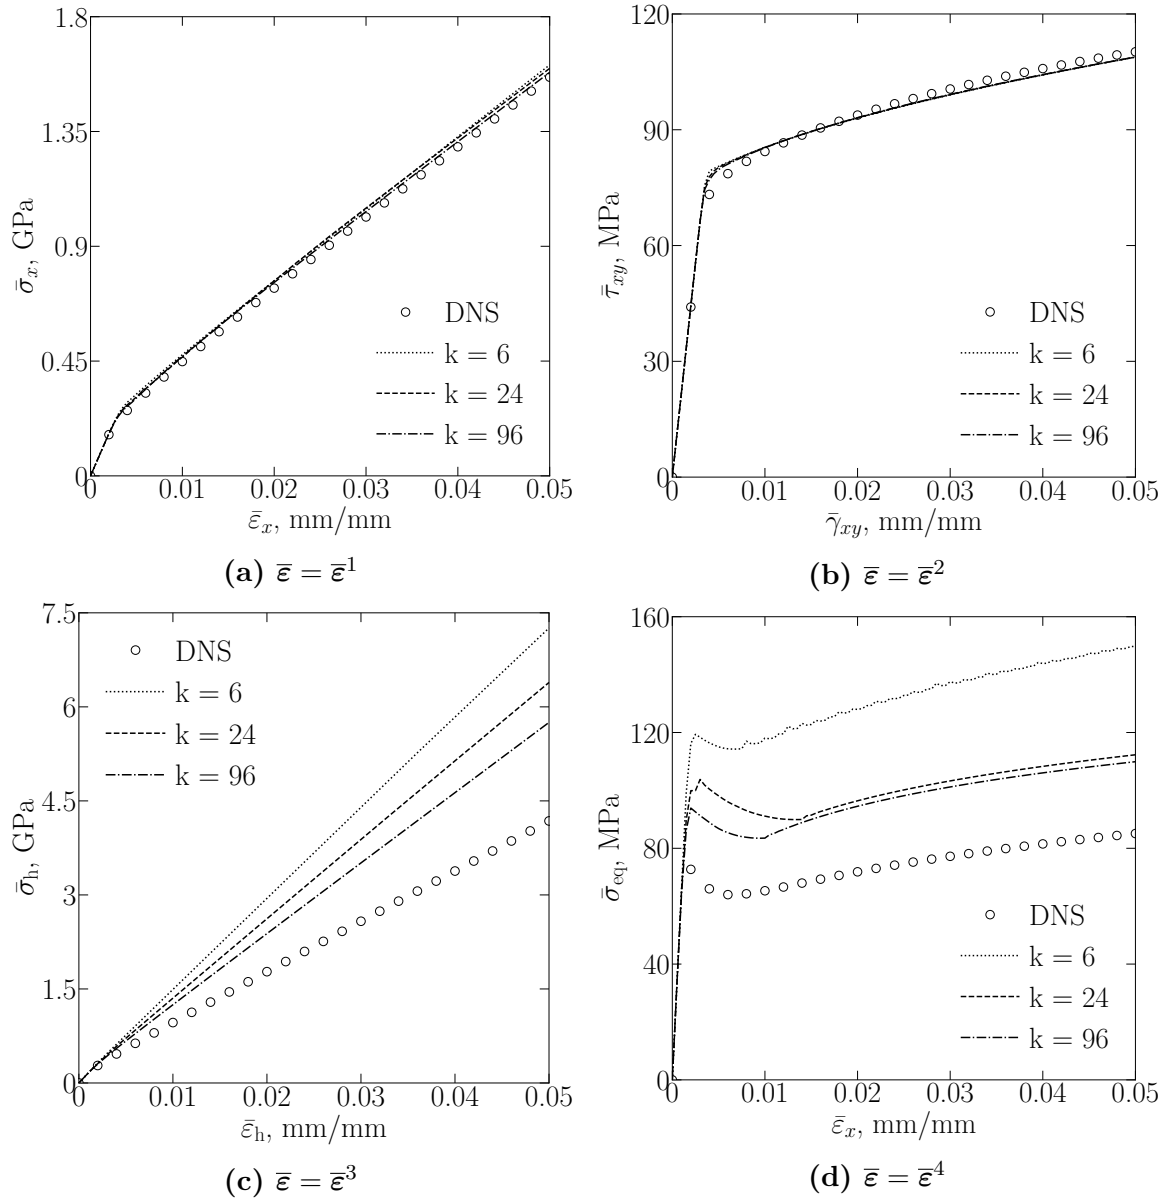 1.8
1.35
0.9
0.45
0
σ̄x, GPa
DNS
k = 6
k = 24
k = 96
0 0.01 0.02 0.03 0.04 0.05
ε̄x, mm/mm
(a) ε̄ = ε̄¹
120
90
60
30
0
τ̄xy, MPa
DNS
k = 6
k = 24
k = 96
0 0.01 0.02 0.03 0.04 0.05
γ̄xy, mm/mm
(b) ε̄ = ε̄²
7.5
6
4.5
3
1.5
0
σ̄h, GPa
DNS
k = 6
k = 24
k = 96
0 0.01 0.02 0.03 0.04 0.05
ε̄h, mm/mm
(c) ε̄ = ε̄³
160
120
80
40
0
σ̄eq, MPa
DNS
k = 6
k = 24
k = 96
0 0.01 0.02 0.03 0.04 0.05
ε̄x, mm/mm
(d) ε̄ = ε̄⁴